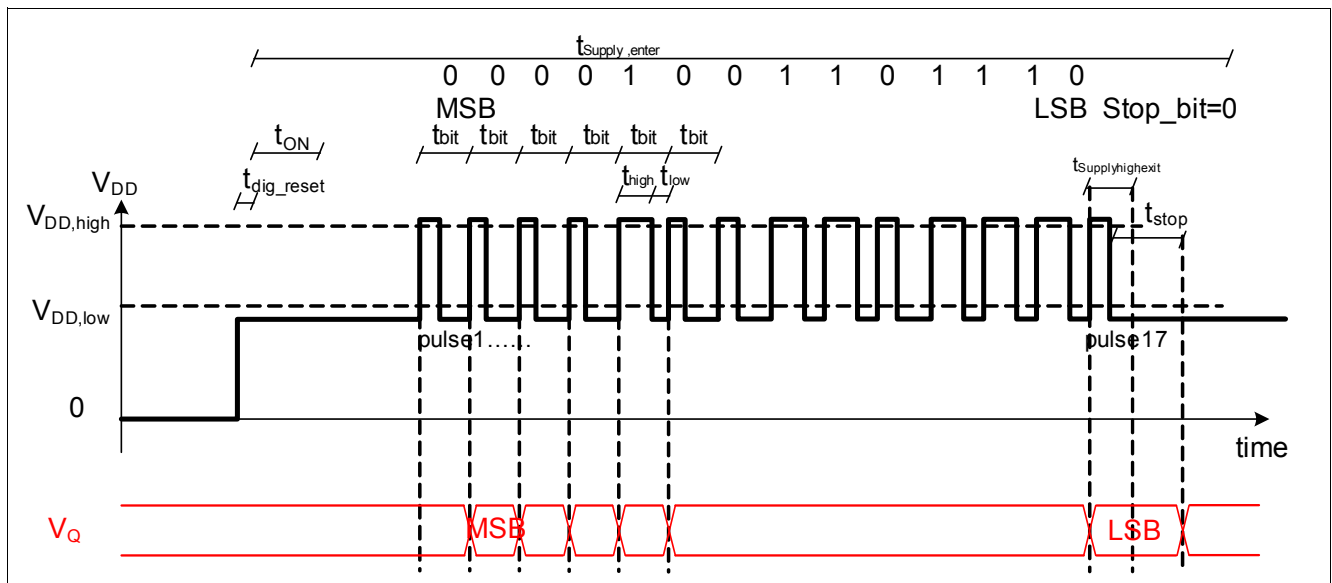 tSupply,enter
0 0 0 0 1 0 0 1 1 0 1 1 1 0
MSB LSB Stop_bit=0
tON tbit tbit tbit tbit tbit tbit
tSupplyhighexit
tdig_reset thigh tlow
VDD
VDD,high tstop
VDD,low
pulse1...... pulse17
0
time
VQ MSB LSB